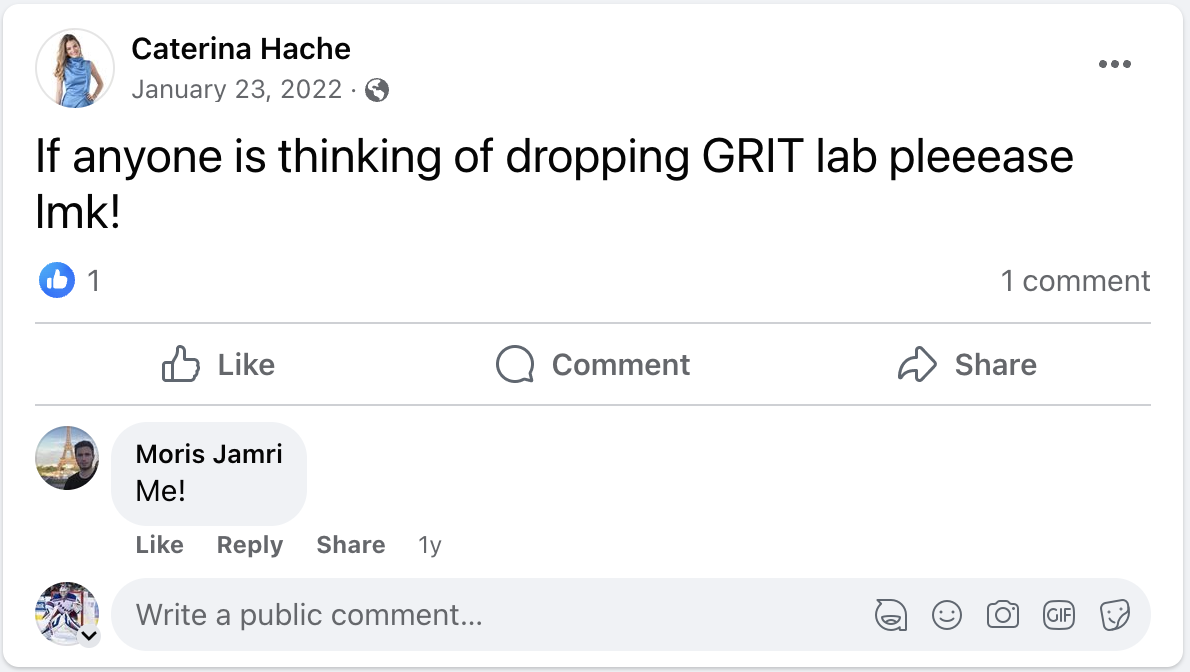 Caterina Hache
January 23, 2022 ·
If anyone is thinking of dropping GRIT lab pleeease
lmk!
1
1 comment
Like
Comment
Share
Moris Jamri
Me!
Like Reply Share 1y
Write a public comment...
GIF